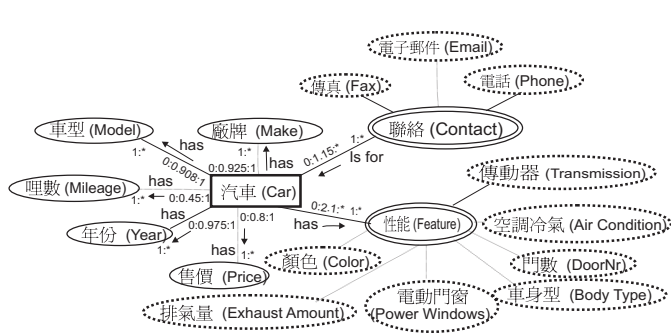 電子郵件 (Email)
傳真 (Fax)
電話 (Phone)
車型 (Model)
廠牌 (Make)
聯絡 (Contact)
has
1:*
0:0.908:1
1:*
0:0.925:1
has
0:1.15:*
1:*
Is for
傳動器 (Transmission)
哩數 (Mileage)
has
1:*
0:0.45:1
汽車 (Car)
年份 (Year)
has
1:*
0:0.975:1
0:0.8:1
has
1:*
售價 (Price)
0:2.1:*
1:*
has
性能 (Feature)
空調冷氣 (Air Condition)
顏色 (Color)
門數 (DoorNr)
排氣量 (Exhaust Amount)
電動門窗
(Power Windows)
車身型 (Body Type)